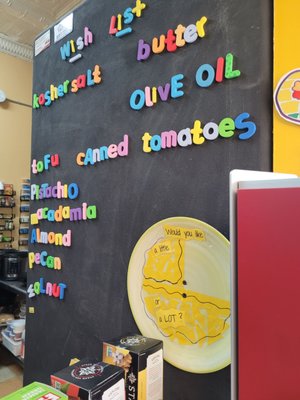 Wish List
kosher salt
butter
OLIVE OIL
cAnned tomatoes
toFu
PIstACHIO
macadamia
Almond
pecan
walnut
Would you like
a little
or
a LOT?